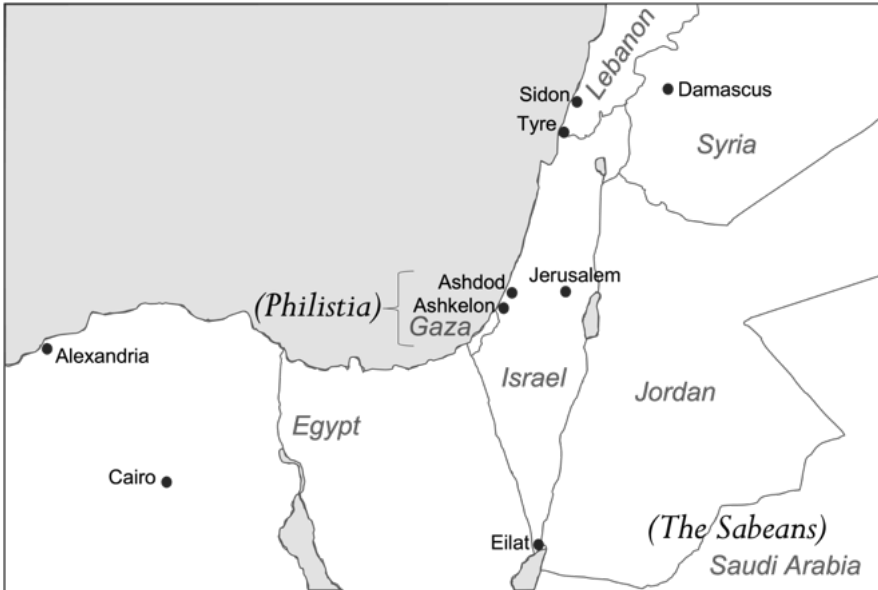 Lebanon
Sidon
Damascus
Tyre
Syria
Ashdod
Jerusalem
(Philistia)
Ashkelon
Gaza
Alexandria
Israel
Jordan
Egypt
Cairo
(The Sabeans)
Eilat
Saudi Arabia